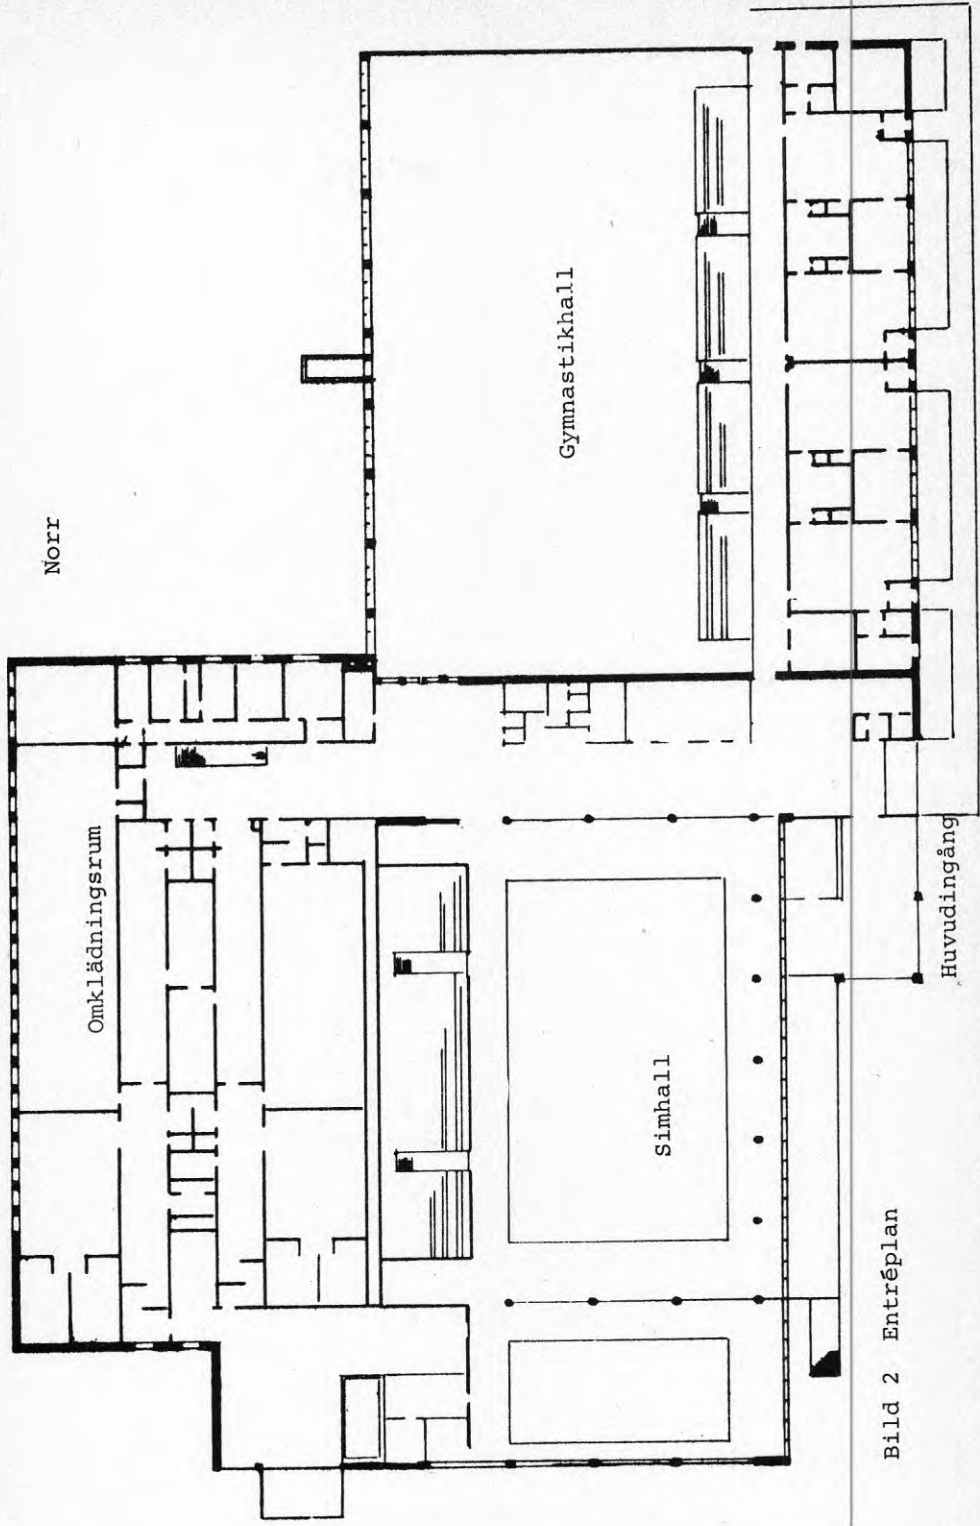 Norr
Omklädningsrum
Gymnastikhall
Simhall
Huvudingång
Bild 2 Entréplan